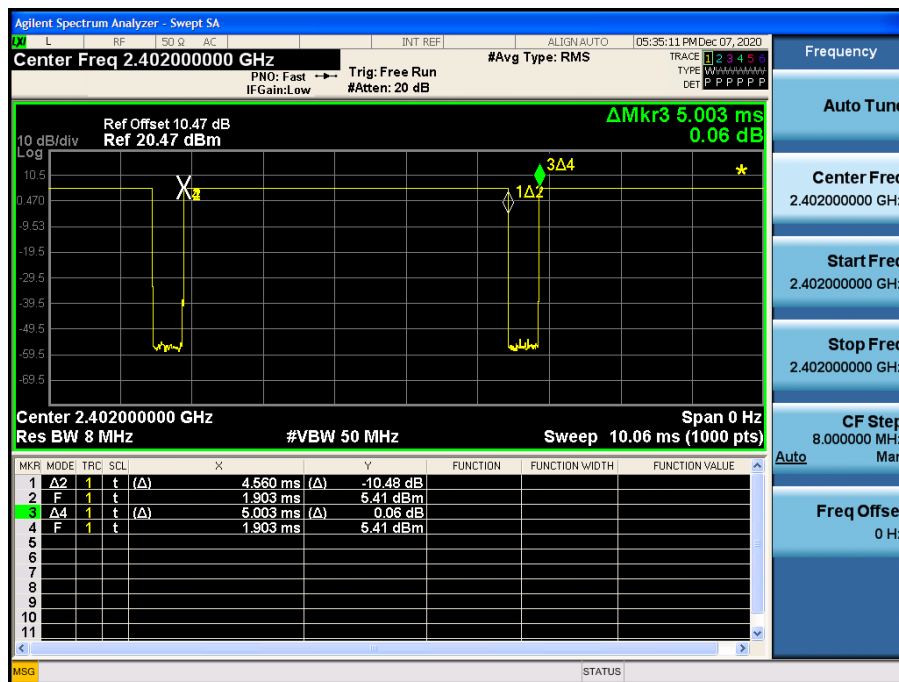 Agilent Spectrum Analyzer - Swept SA
LXI L RF 50 Ω AC INT REF ALIGN AUTO 05:35:11 PM Dec 07, 2020
Center Freq 2.402000000 GHz
#Avg Type: RMS
TRACE 1 2 3 4 5 6
PNO: Fast
Trig: Free Run
TYPE WWWWWW
IFGain:Low
#Atten: 20 dB
DET P P P P P P
ΔMkr3 5.003 ms
0.06 dB
Ref Offset 10.47 dB
10 dB/div
Ref 20.47 dBm
Log
3Δ4
10.5
X
2
1Δ2
*
0.470
-9.53
-19.5
-29.5
-39.5
-49.5
-59.5
-69.5
Center 2.402000000 GHz Span 0 Hz
Res BW 8 MHz #VBW 50 MHz Sweep 10.06 ms (1000 pts)
MKR MODE TRC SCL X Y FUNCTION FUNCTION WIDTH FUNCTION VALUE
1 Δ2 1 t (Δ) 4.560 ms (Δ) -10.48 dB
2 F 1 t 1.903 ms 5.41 dBm
3 Δ4 1 t (Δ) 5.003 ms (Δ) 0.06 dB
4 F 1 t 1.903 ms 5.41 dBm
5
6
7
8
9
10
11
MSG STATUS
Frequency
Auto Tune
Center Freq
2.402000000 GHz
Start Freq
2.402000000 GHz
Stop Freq
2.402000000 GHz
CF Step
8.000000 MHz
Auto Man
Freq Offset
0 Hz